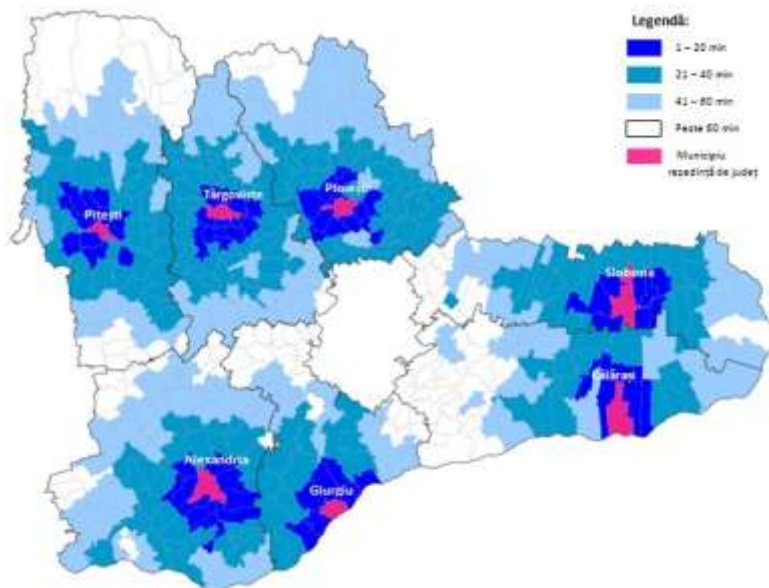 Legendă:
1 – 20 min
21 – 40 min
41 – 60 min
Peste 60 min
Municipiu
reședință de județ
Ploiești
Târgoviște
Pitești
Slobozia
Călărași
Alexandria
Giurgiu